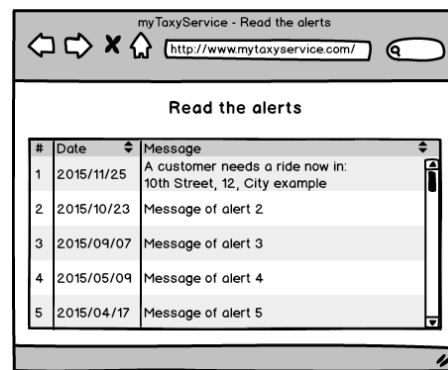 myTaxyService - Read the alerts
http://www.mytaxyservice.com/
Read the alerts
# Date Message
1 2015/11/25 A customer needs a ride now in:
10th Street, 12, City example
2 2015/10/23 Message of alert 2
3 2015/09/07 Message of alert 3
4 2015/05/09 Message of alert 4
5 2015/04/17 Message of alert 5